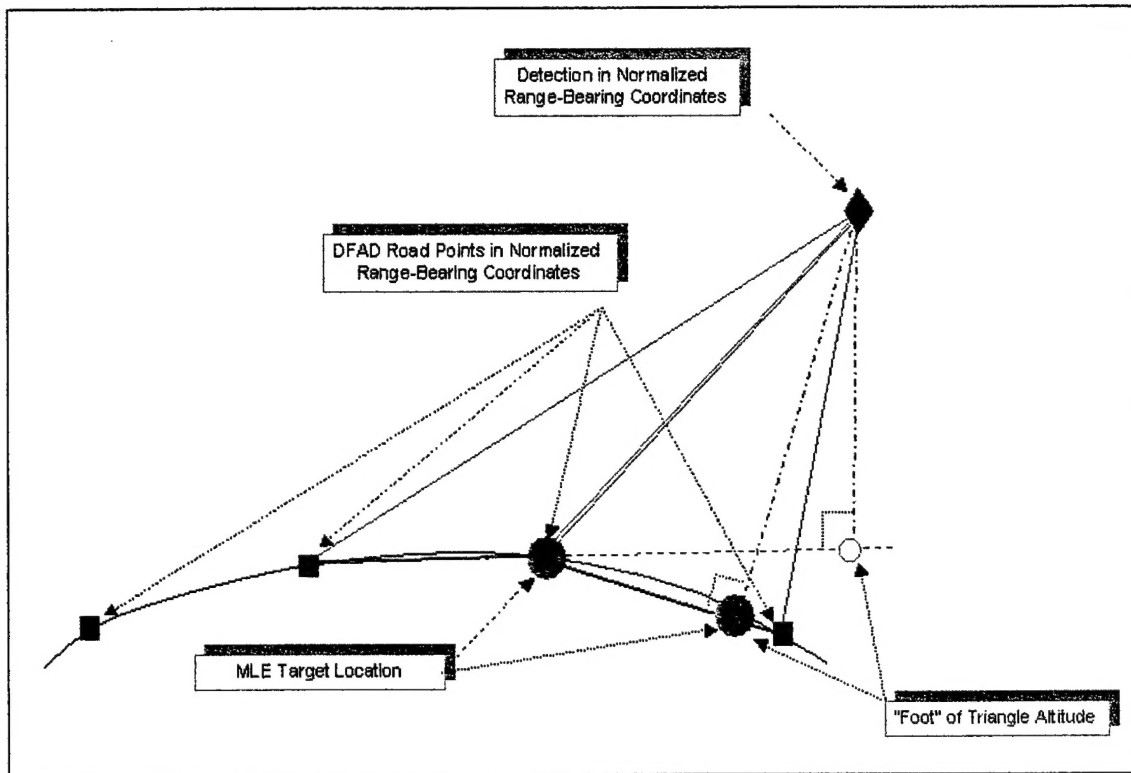 Detection in Normalized
Range-Bearing Coordinates
DFAD Road Points in Normalized
Range-Bearing Coordinates
MLE Target Location
"Foot" of Triangle Altitude